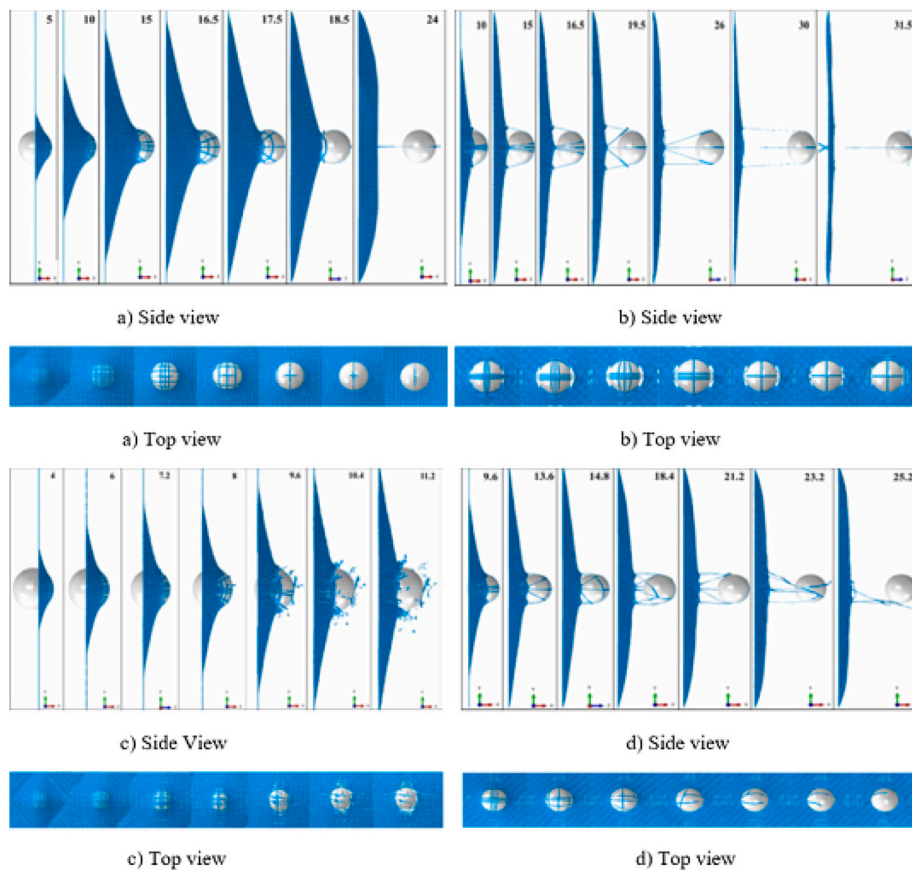 5 10 15 16.5 17.5 18.5 24
10 15 16.5 19.5 26 30 31.5
a) Side view
b) Side view
a) Top view
b) Top view
4 6 7.2 8 9.6 10.4 11.2
9.6 13.6 14.8 18.4 21.2 23.2 25.2
c) Side View
d) Side view
c) Top view
d) Top view